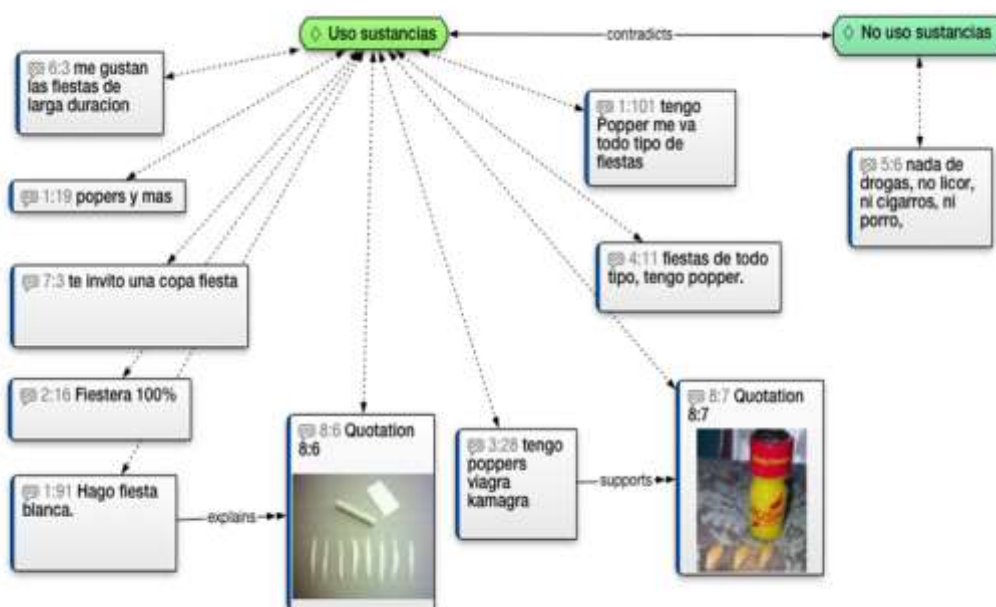 Uso sustancias
contradicts
No uso sustancias
6:3 me gustan
las fiestas de
larga duracion
1:101 tengo
Popper me va
todo tipo de
fiestas
5:6 nada de
drogas, no licor,
ni cigarros, ni
porro,
1:19 popers y mas
4:11 fiestas de todo
tipo, tengo popper.
7:3 te invito una copa fiesta
2:16 Fiestera 100%
8:6 Quotation
8:6
3:28 tengo
poppers
viagra
kamagra
supports
8:7 Quotation
8:7
1:91 Hago fiesta
blanca.
explains